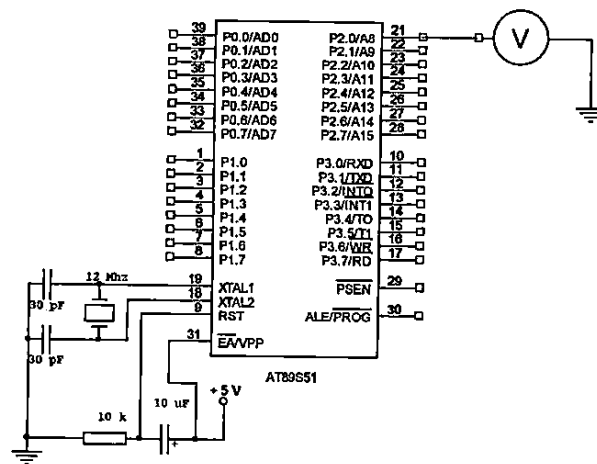 39 P0.0/AD0
38 P0.1/AD1
37 P0.2/AD2
36 P0.3/AD3
35 P0.4/AD4
34 P0.5/AD5
33 P0.6/AD6
32 P0.7/AD7
1 P1.0
2 P1.1
3 P1.2
4 P1.3
5 P1.4
6 P1.5
7 P1.6
8 P1.7
19 XTAL1
18 XTAL2
9 RST
31 EA/VPP
P2.0/A8 21
P2.1/A9 22
P2.2/A10 23
P2.3/A11 24
P2.4/A12 25
P2.5/A13 26
P2.6/A14 27
P2.7/A15 28
P3.0/RXD 10
P3.1/TXD 11
P3.2/INT0 12
P3.3/INT1 13
P3.4/TO 14
P3.5/T1 15
P3.6/WR 16
P3.7/RD 17
PSEN 29
ALE/PROG 30
V
12 Mhz
30 pF
30 pF
AT89S51
+5V
10 k
10 uF
+